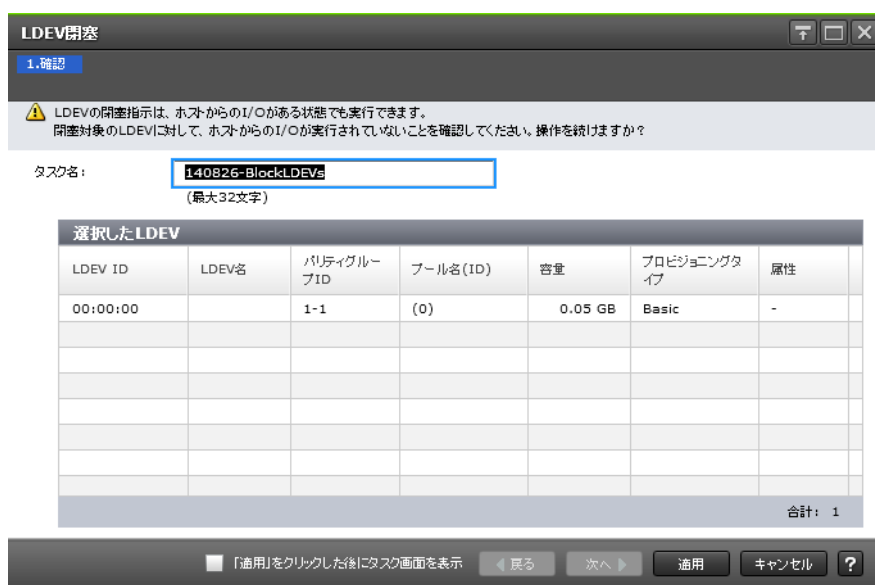 LDEV閉塞
1.確認
LDEVの閉塞指示は、ホストからのI/Oがある状態でも実行できます。
閉塞対象のLDEVに対して、ホストからのI/Oが実行されていないことを確認してください。操作を続けますか?
タスク名: 140826-BlockLDEVs
(最大32文字)
選択したLDEV
LDEV ID LDEV名 パリティグルー プール名(ID) 容量 プロビジョニングタ 属性
プID イプ
00:00:00 1-1 (0) 0.05 GB Basic -
合計: 1
「適用」をクリックした後にタスク画面を表示 戻る 次へ 適用 キャンセル ?